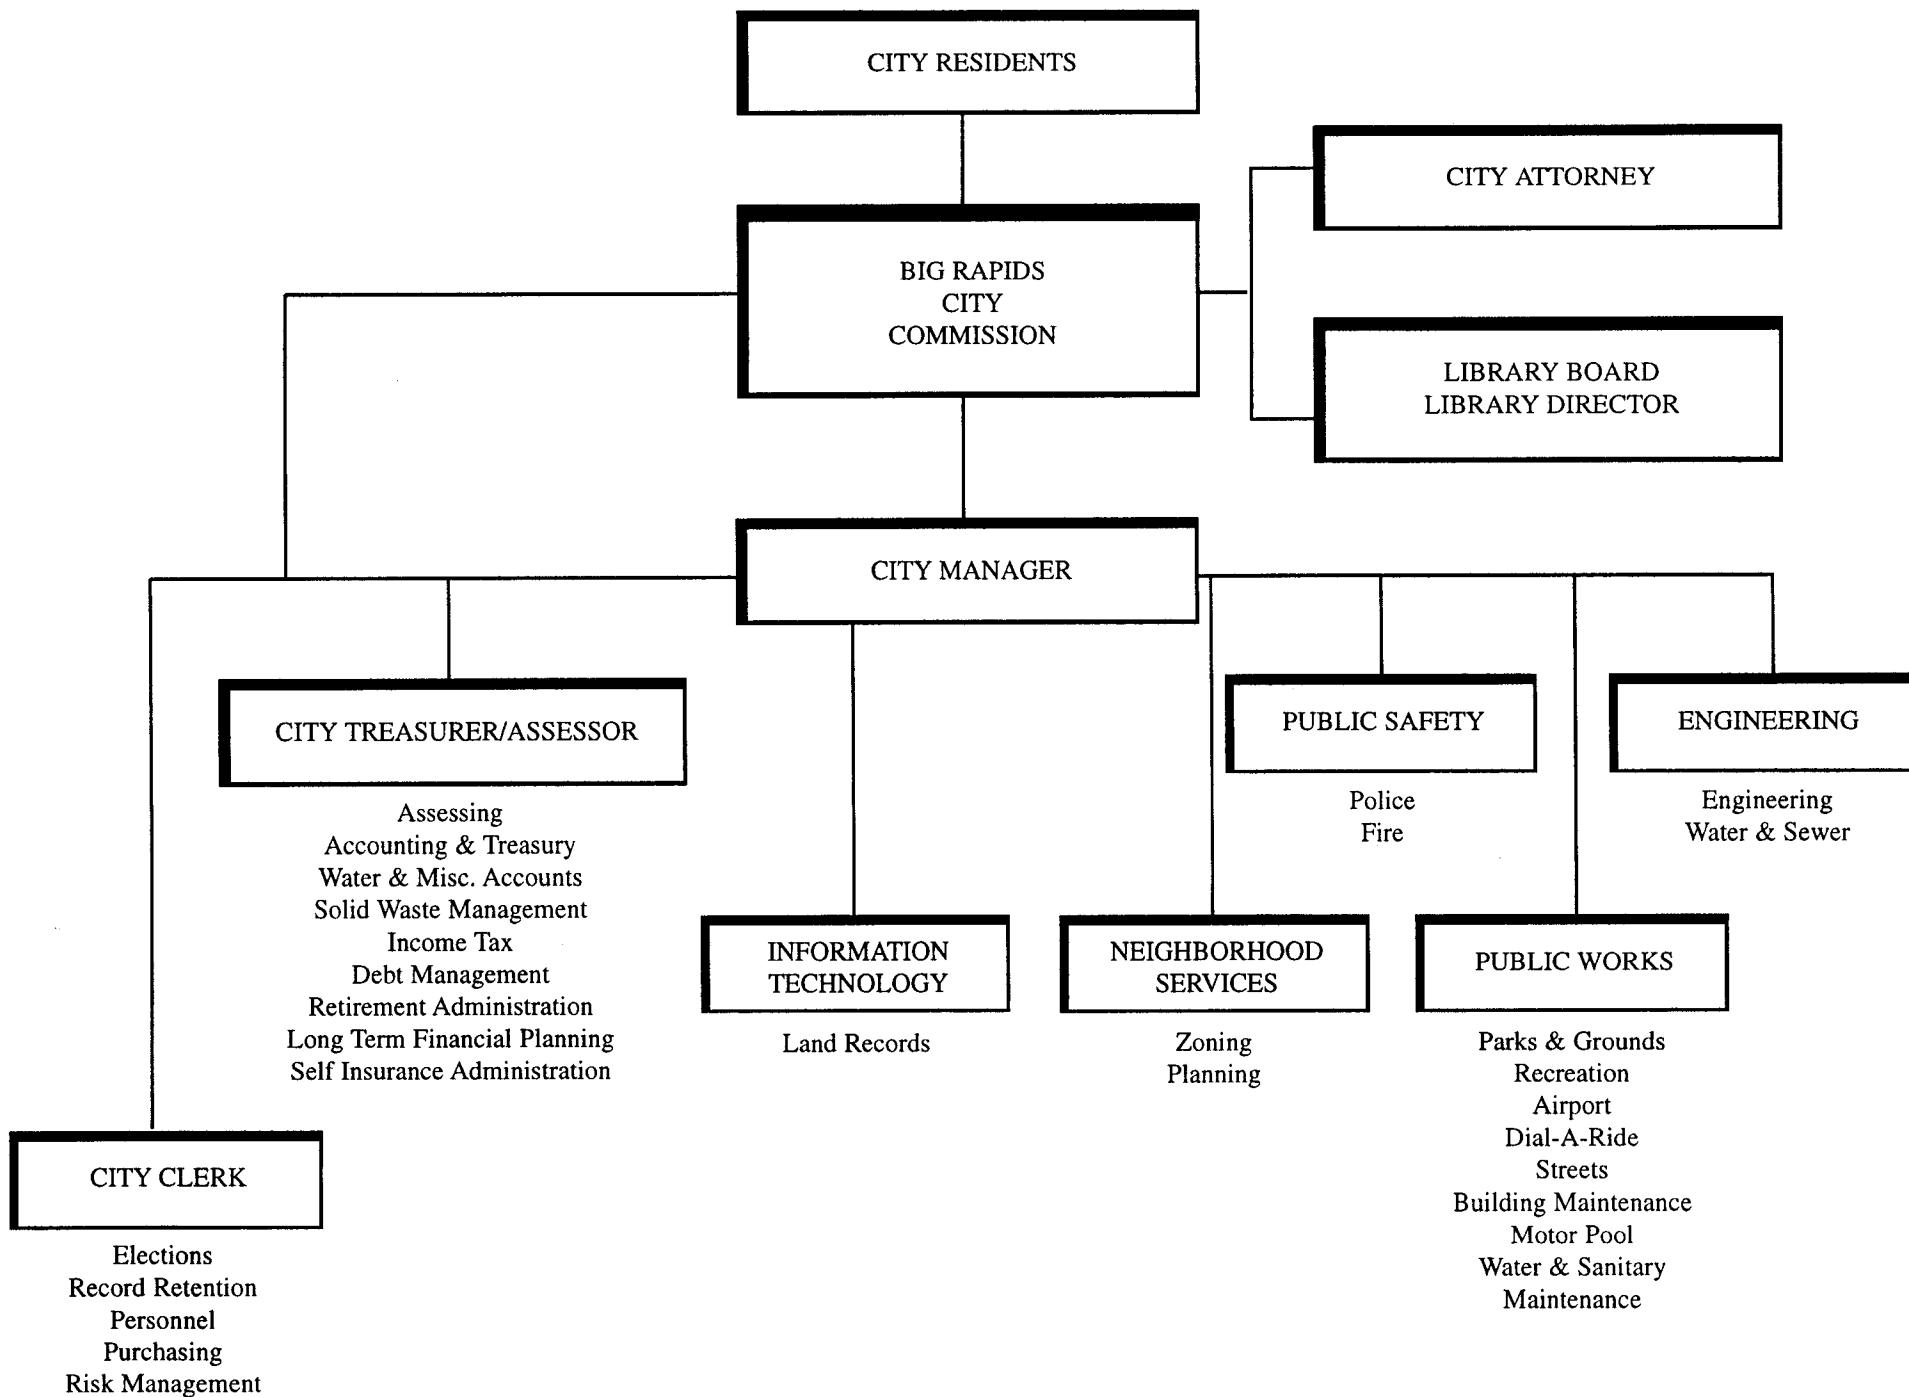 CITY RESIDENTS
CITY ATTORNEY
BIG RAPIDS
CITY
COMMISSION
LIBRARY BOARD
LIBRARY DIRECTOR
CITY MANAGER
CITY TREASURER/ASSESSOR
Assessing
Accounting & Treasury
Water & Misc. Accounts
Solid Waste Management
Income Tax
Debt Management
Retirement Administration
Long Term Financial Planning
Self Insurance Administration
PUBLIC SAFETY
Police
Fire
ENGINEERING
Engineering
Water & Sewer
INFORMATION
TECHNOLOGY
Land Records
NEIGHBORHOOD
SERVICES
Zoning
Planning
PUBLIC WORKS
Parks & Grounds
Recreation
Airport
Dial-A-Ride
Streets
Building Maintenance
Motor Pool
Water & Sanitary
Maintenance
CITY CLERK
Elections
Record Retention
Personnel
Purchasing
Risk Management